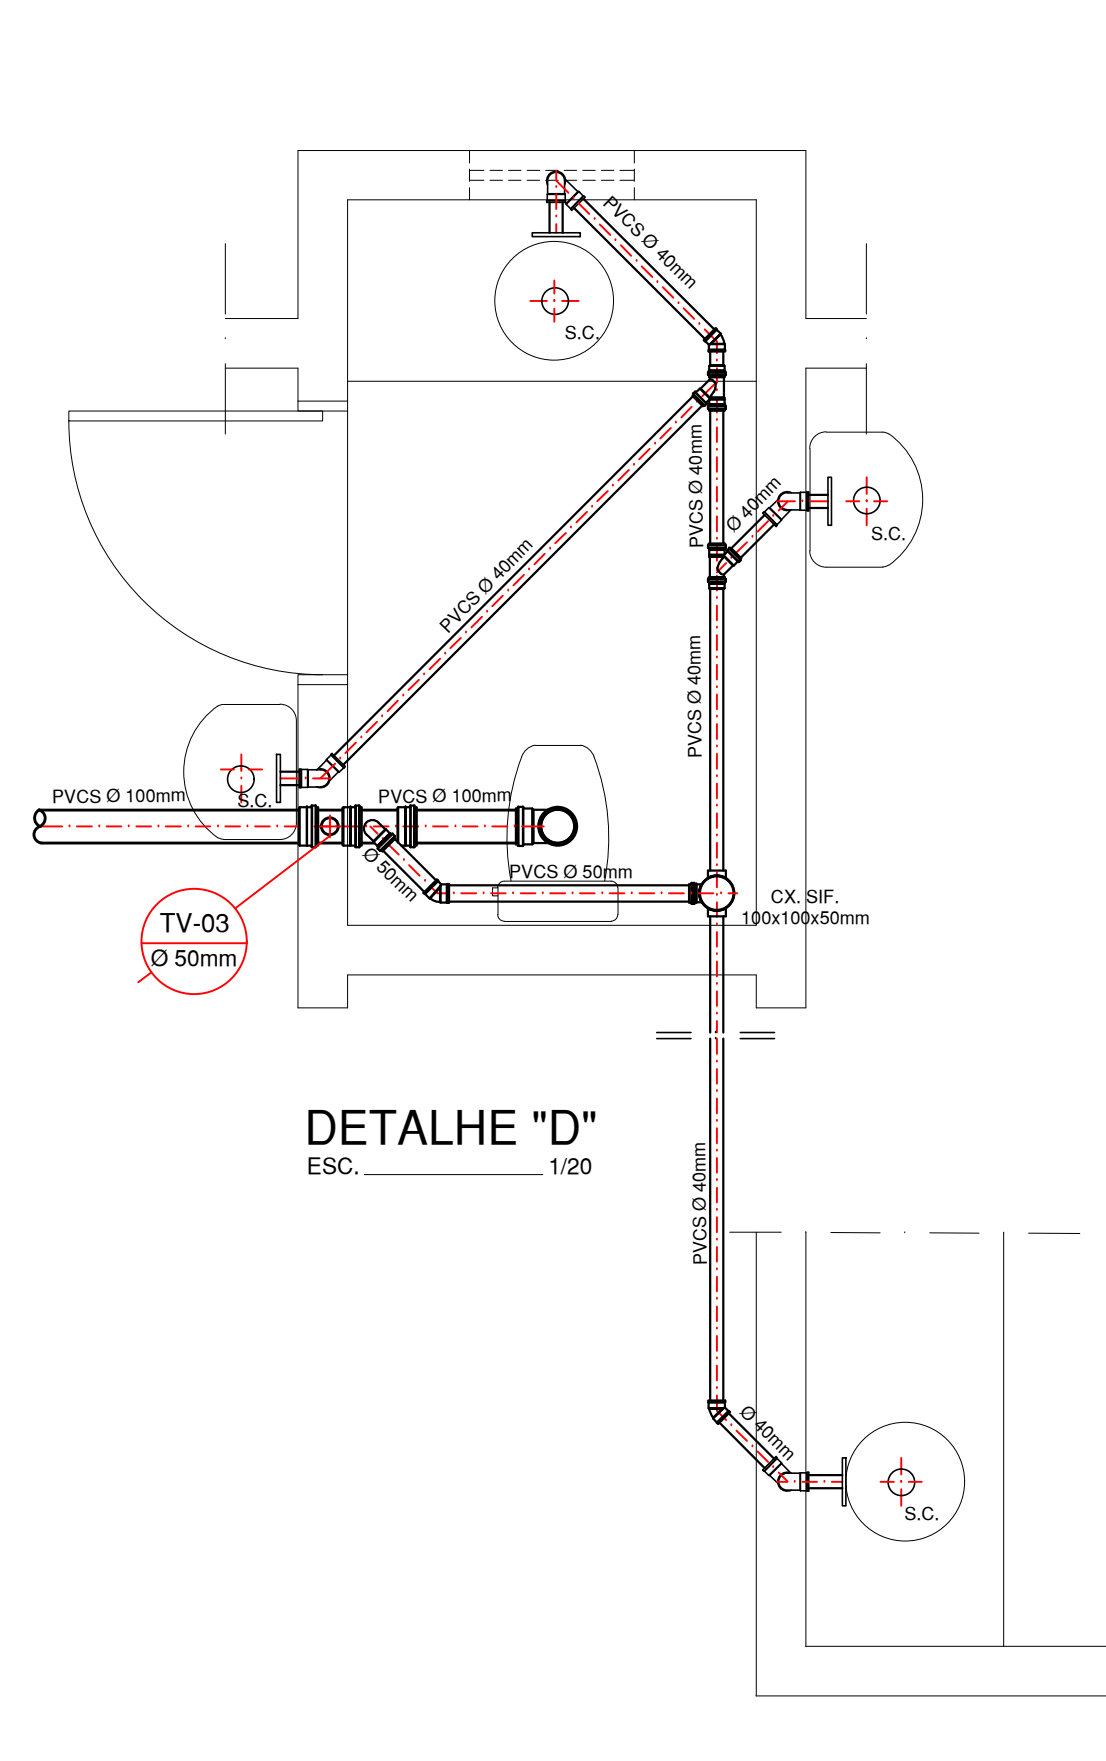 PVCS Ø 40mm
S.C.
PVCS Ø 40mm
Ø 40mm
S.C.
PVCS Ø 40mm
PVCS Ø 40mm
S.C.
PVCS Ø 100mm
PVCS Ø 100mm
Ø 50mm
PVCS Ø 50mm
CX. SIF.
100x100x50mm
TV-03
Ø 50mm
DETALHE "D"
ESC. 1/20
PVCS Ø 40mm
Ø 40mm
S.C.